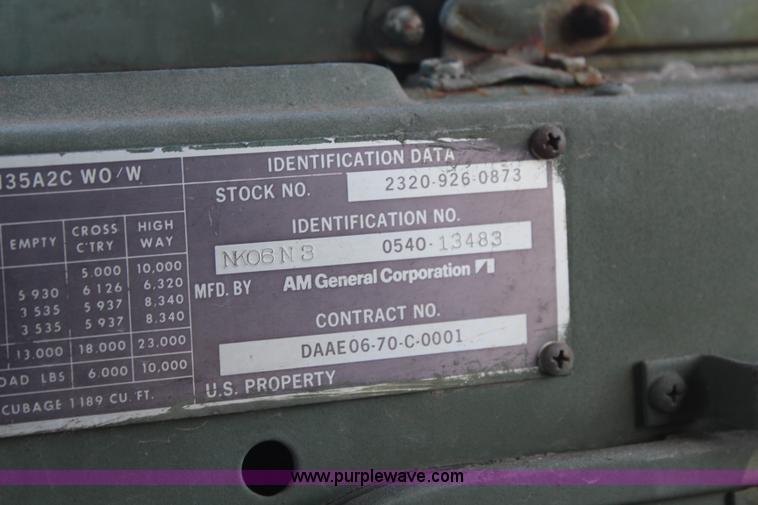 M35A2C WO/W
EMPTY CROSS C'TRY HIGH WAY
5.000 10,000
5 930 6 126 6,320
3 535 5 937 8,340
3 535 5 937 8.340
13.000 18.000 23.000
OAD LBS 6.000 10,000
CUBAGE 1189 CU. FT.
IDENTIFICATION DATA
STOCK NO. 2320-926-0873
IDENTIFICATION NO.
NK06N3 0540-13483
MFD. BY AM General Corporation
CONTRACT NO.
DAAE06-70-C-0001
U.S. PROPERTY
www.purplewave.com